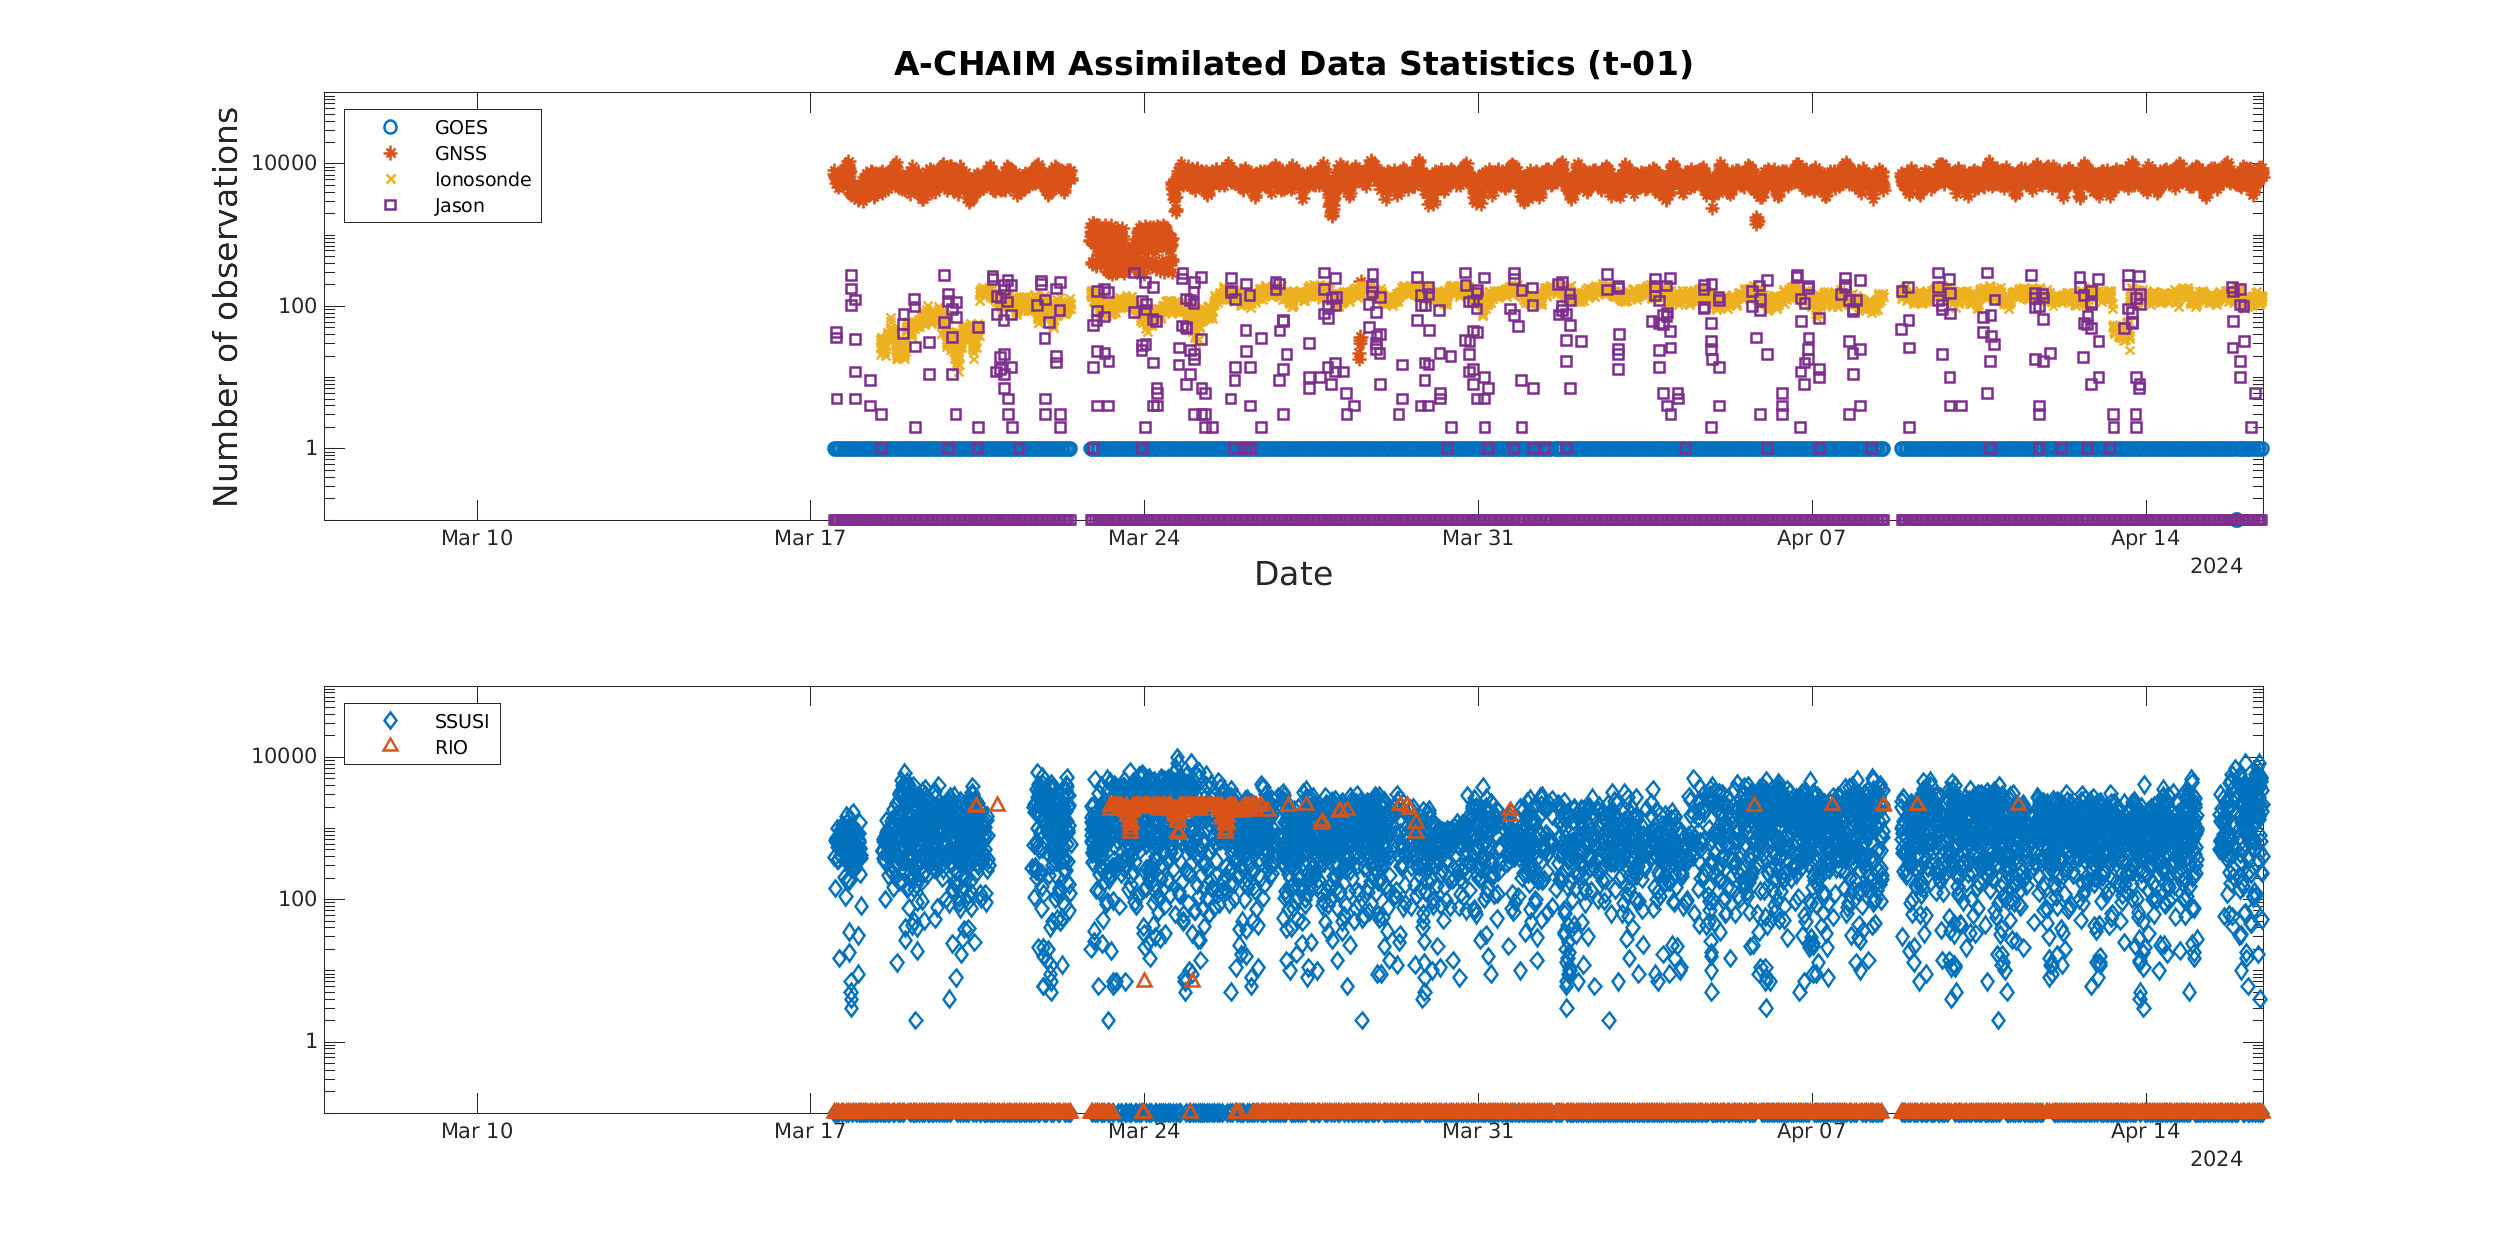 A-CHAIM Assimilated Data Statistics (t-01)
Number of observations
GOES
GNSS
Ionosonde
Jason
10000
100
1
Mar 10 Mar 17 Mar 24 Mar 31 Apr 07 Apr 14
2024
Date
SSUSI
RIO
10000
100
1
Mar 10 Mar 17 Mar 24 Mar 31 Apr 07 Apr 14
2024